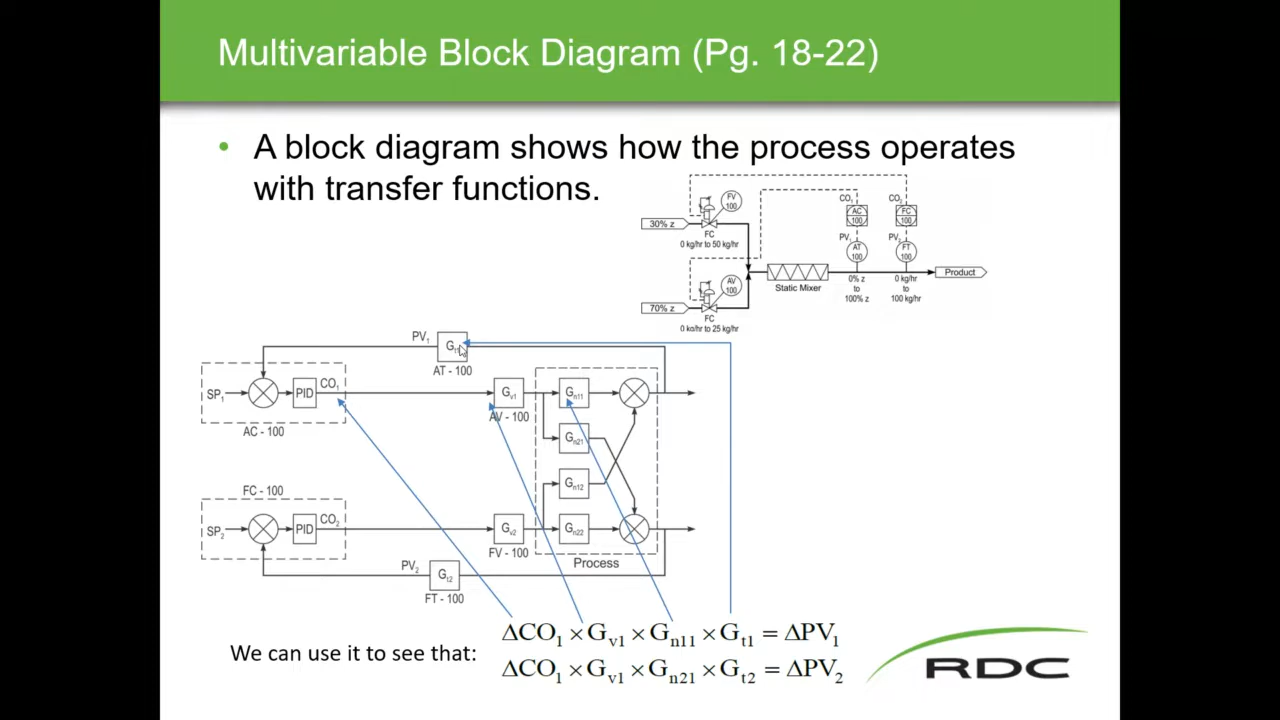 Multivariable Block Diagram (Pg. 18-22)
• A block diagram shows how the process operates
with transfer functions.
CO₁ CO₂
FV
100
AC
100
FC
100
30% z
FC
0 kg/hr to 50 kg/hr
PV₁ PV₂
AT
100
FT
100
AV
100
Static Mixer
Product
0% z
to
100% z
0 kg/hr
to
100 kg/hr
70% z
FC
0 kg/hr to 25 kg/hr
PV₁
AT - 100
SP₁
PID
CO₁
Gv1
Gn11
AC - 100
AV - 100
Gn21
FC - 100
Gn12
SP₂
PID
CO₂
Gv2
Gn22
FV - 100
Process
PV₂
Gt2
FT - 100
We can use it to see that:
ΔCO₁ × Gv1 × Gn11 × Gt1 = ΔPV₁
ΔCO₁ × Gv1 × Gn21 × Gt2 = ΔPV₂
RDC